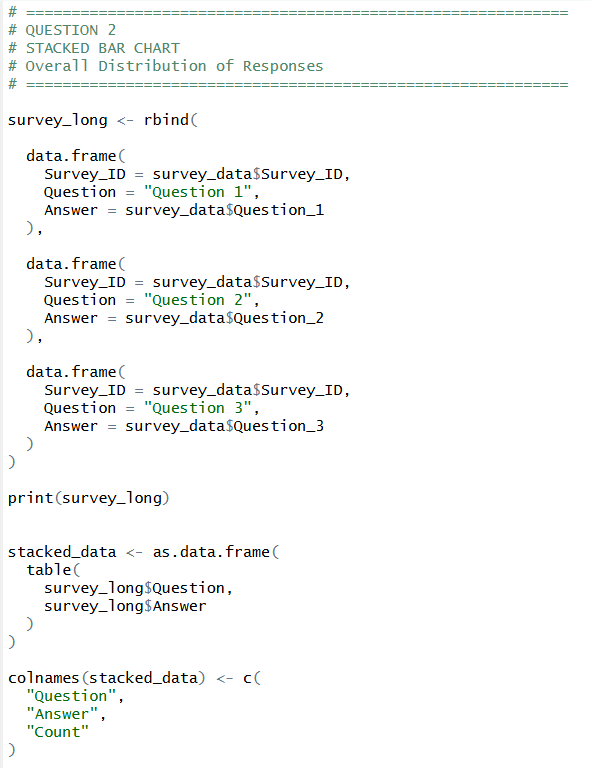 # ============================================================
# QUESTION 2
# STACKED BAR CHART
# Overall Distribution of Responses
# ============================================================
survey_long <- rbind(
  data.frame(
    Survey_ID = survey_data$Survey_ID,
    Question = "Question 1",
    Answer = survey_data$Question_1
  ),
  data.frame(
    Survey_ID = survey_data$Survey_ID,
    Question = "Question 2",
    Answer = survey_data$Question_2
  ),
  data.frame(
    Survey_ID = survey_data$Survey_ID,
    Question = "Question 3",
    Answer = survey_data$Question_3
  )
)
print(survey_long)
stacked_data <- as.data.frame(
  table(
    survey_long$Question,
    survey_long$Answer
  )
)
colnames(stacked_data) <- c(
  "Question",
  "Answer",
  "Count"
)